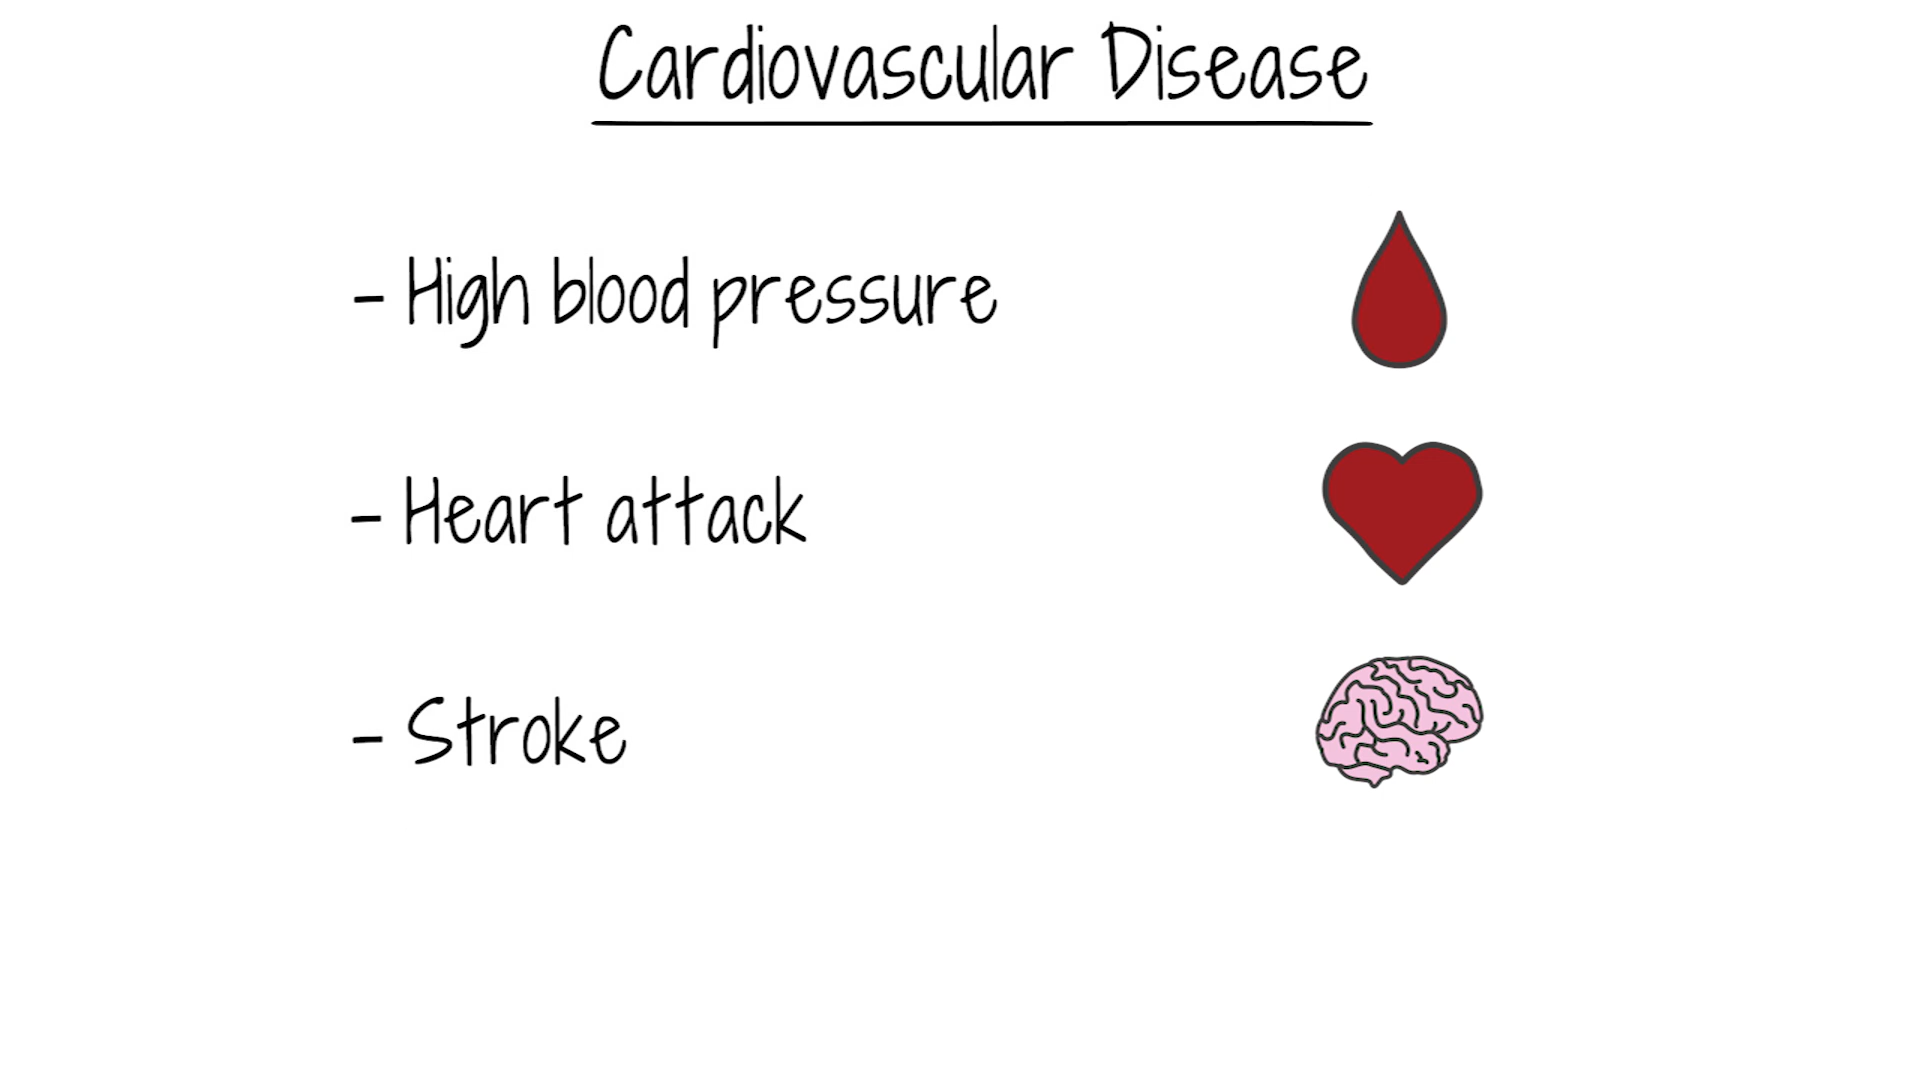 Cardiovascular Disease
- High blood pressure
- Heart attack
- Stroke